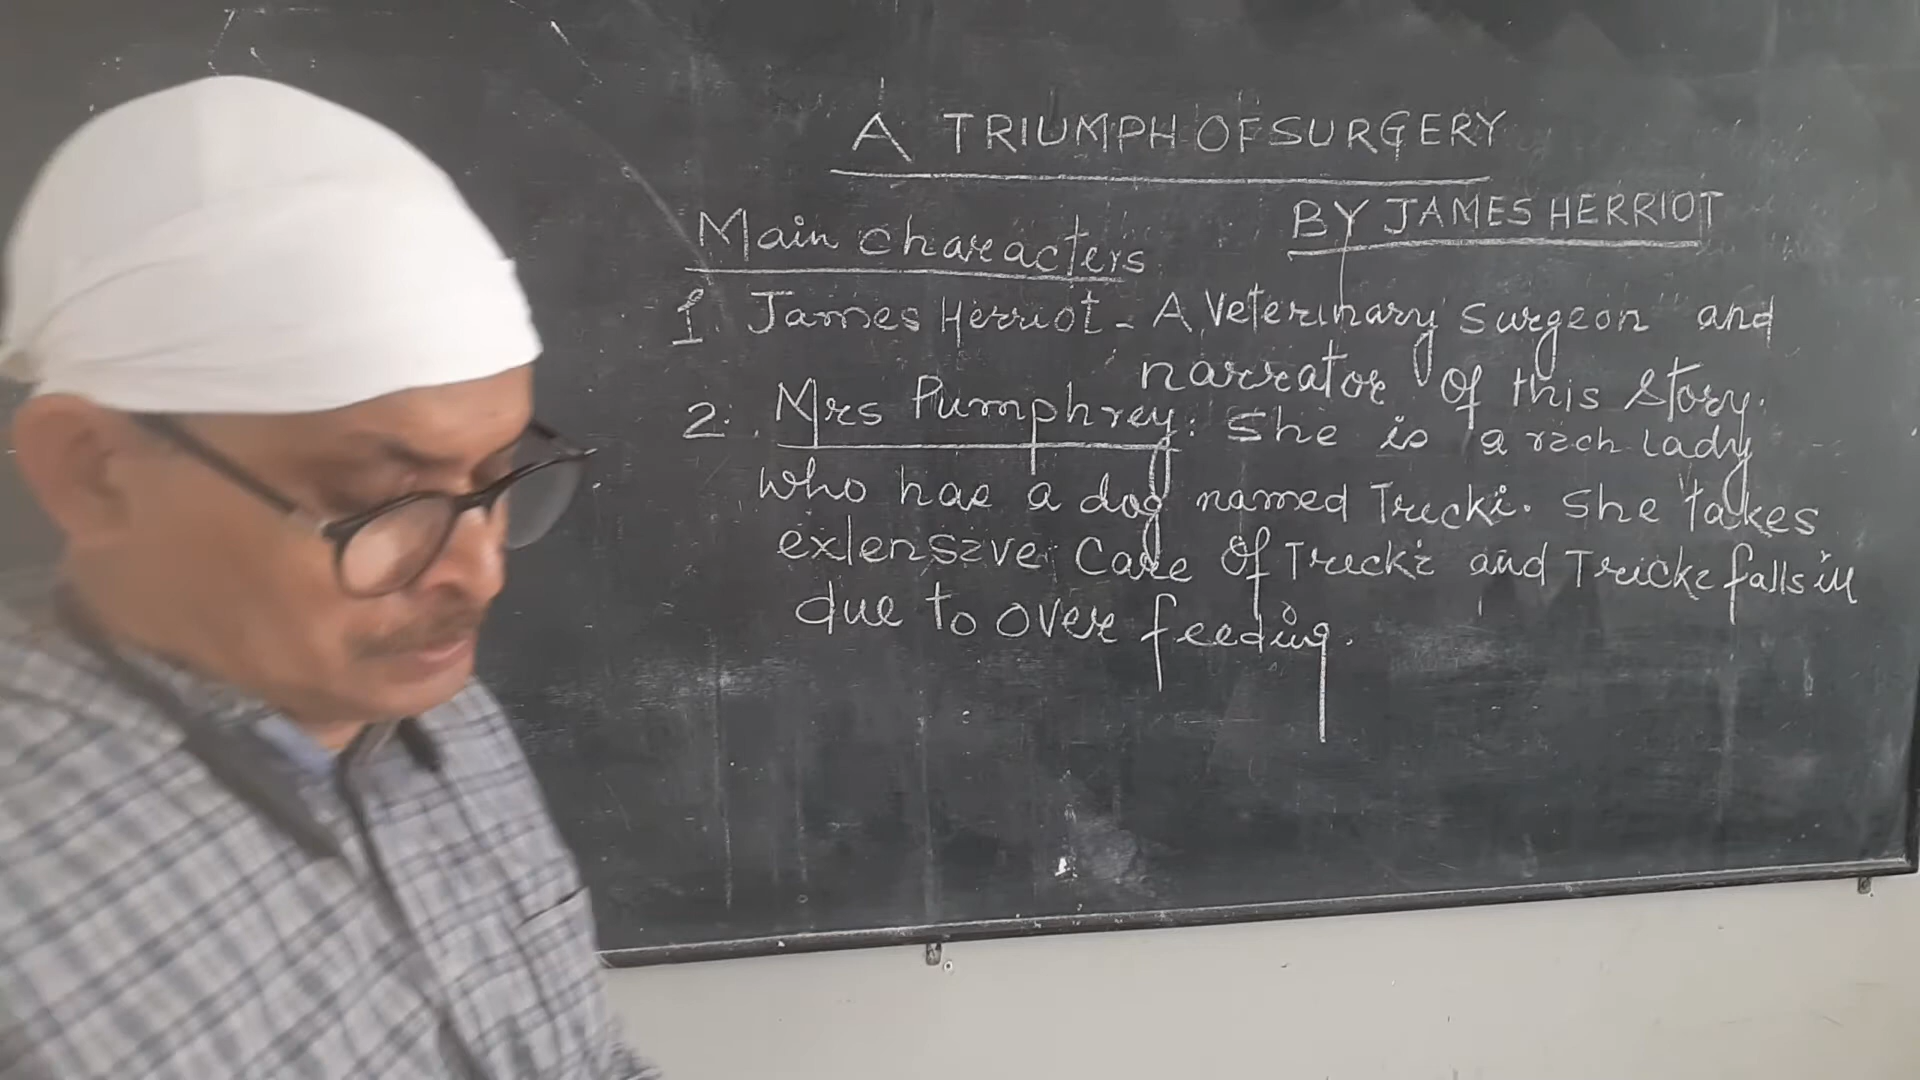 A TRIUMPH OF SURGERY
BY JAMES HERRIOT
Main characters
1 James Herriot - A Veterinary surgeon and
narrator of this story.
2. Mrs Pumphrey: She is a rich lady
who has a dog named Trucki. She takes
extensive care of Trucki and Tricki falls ill
due to over feeding.